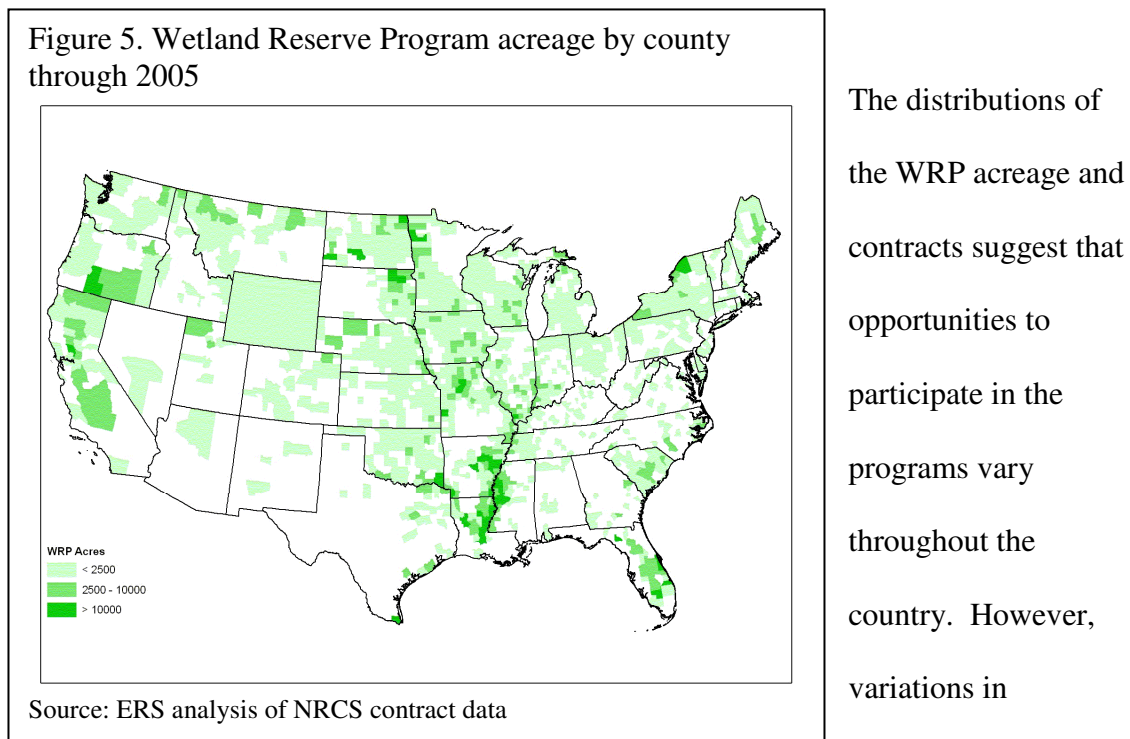 Figure 5. Wetland Reserve Program acreage by county
through 2005
WRP Acres
< 2500
2500 - 10000
> 10000
Source: ERS analysis of NRCS contract data
The distributions of
the WRP acreage and
contracts suggest that
opportunities to
participate in the
programs vary
throughout the
country.  However,
variations in